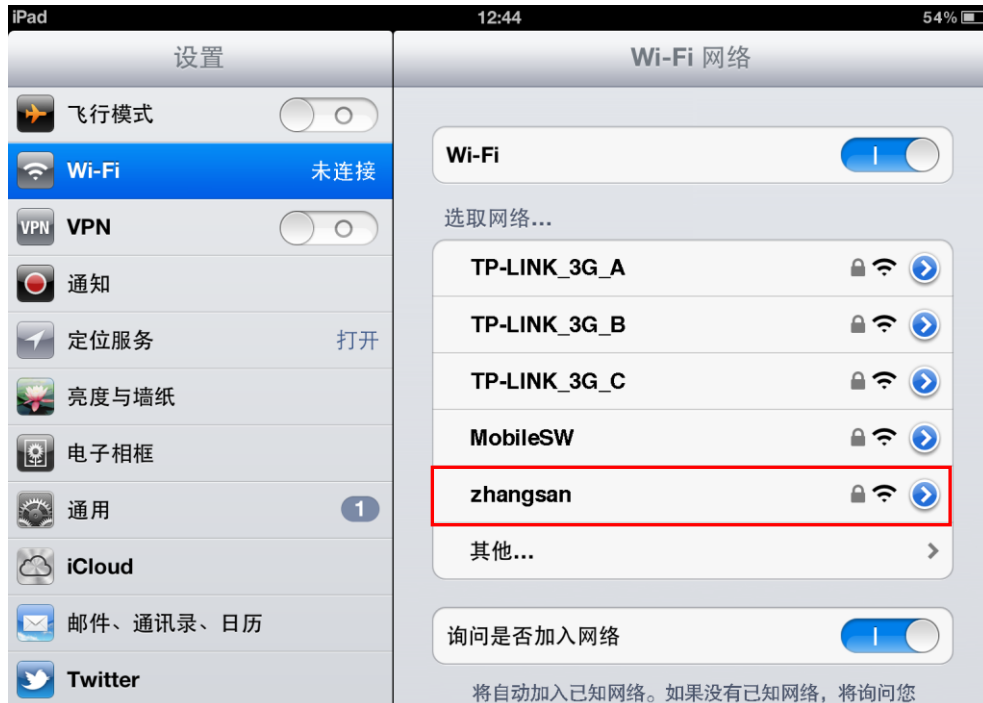 iPad 12:44 54%
设置
飞行模式
Wi-Fi 未连接
VPN VPN
通知
定位服务 打开
亮度与墙纸
电子相框
通用 1
iCloud
邮件、通讯录、日历
Twitter
Wi-Fi 网络
Wi-Fi
选取网络...
TP-LINK_3G_A
TP-LINK_3G_B
TP-LINK_3G_C
MobileSW
zhangsan
其他...
询问是否加入网络
将自动加入已知网络。如果没有已知网络，将询问您